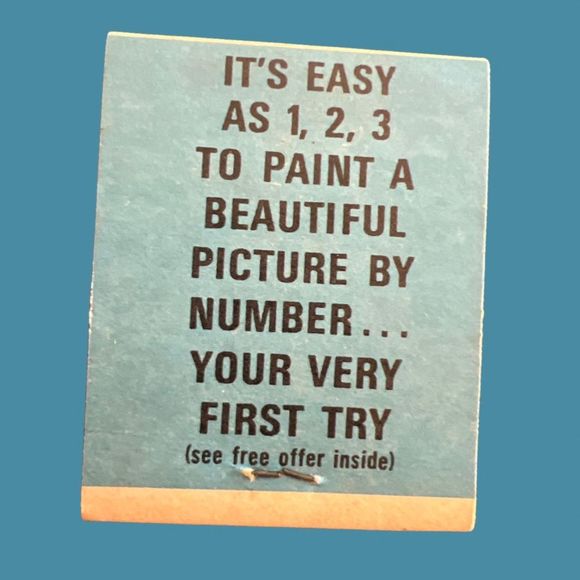 IT'S EASY
AS 1, 2, 3
TO PAINT A
BEAUTIFUL
PICTURE BY
NUMBER...
YOUR VERY
FIRST TRY
(see free offer inside)